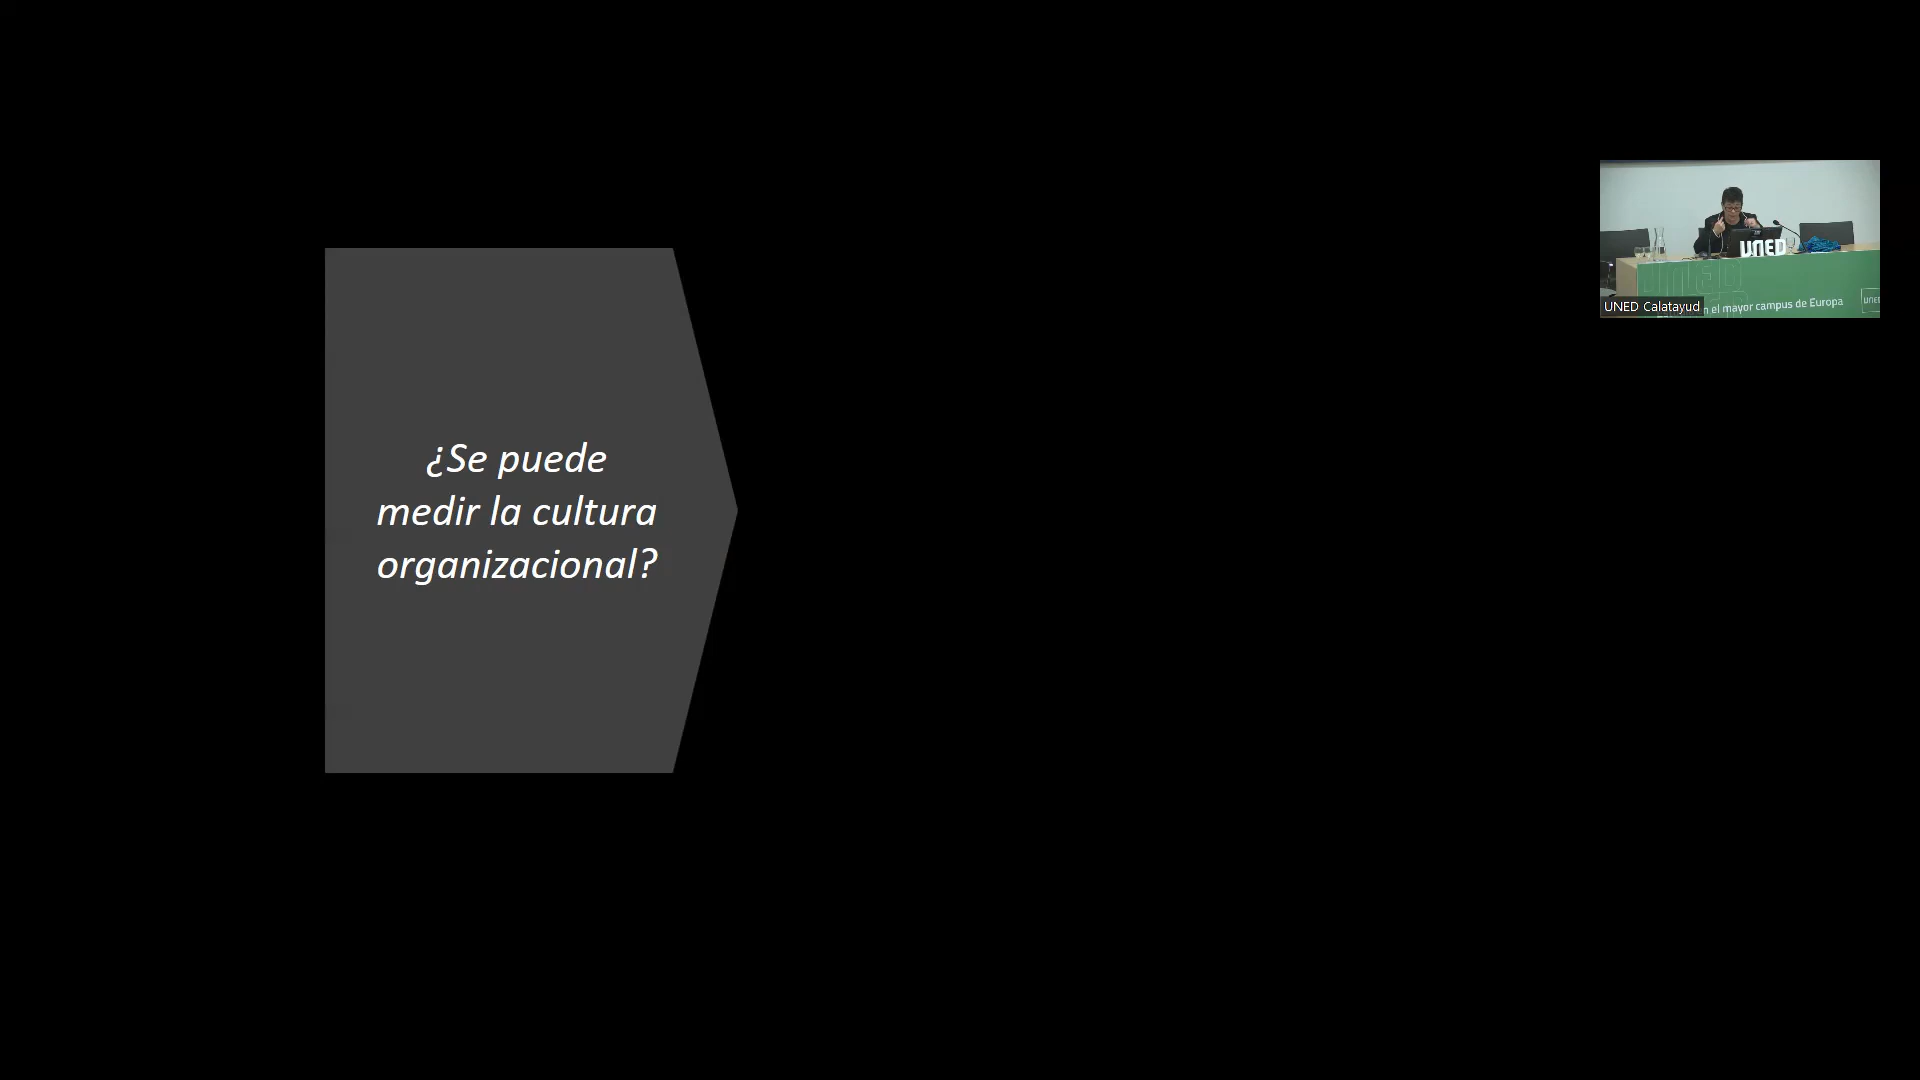 ¿Se puede
medir la cultura
organizacional?
UNED
UNED Calatayud
n el mayor campus de Europa